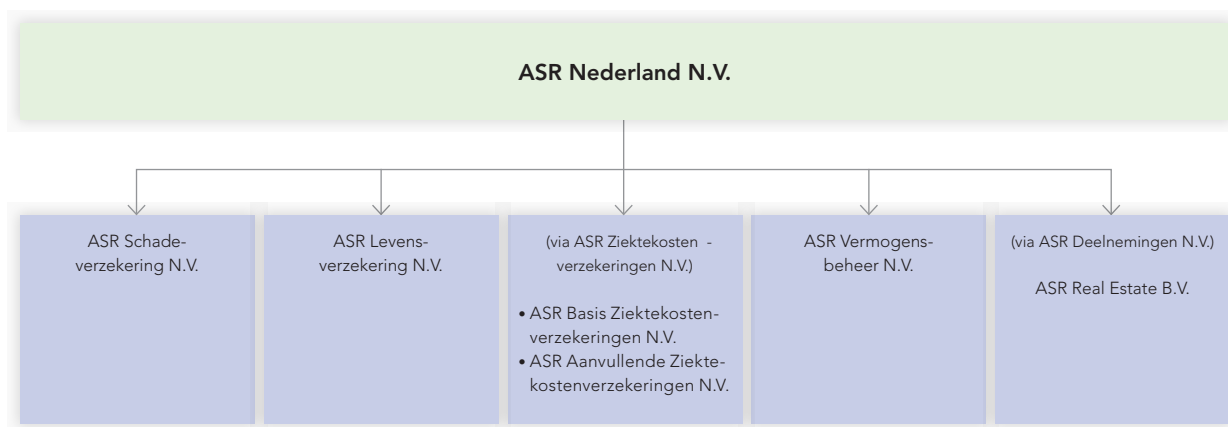 ASR Nederland N.V.
ASR Schade-
verzekering N.V.
ASR Levens-
verzekering N.V.
(via ASR Ziektekosten -
verzekeringen N.V.)
• ASR Basis Ziektekosten-
verzekeringen N.V.
• ASR Aanvullende Ziekte-
kostenverzekeringen N.V.
ASR Vermogens-
beheer N.V.
(via ASR Deelnemingen N.V.)
ASR Real Estate B.V.